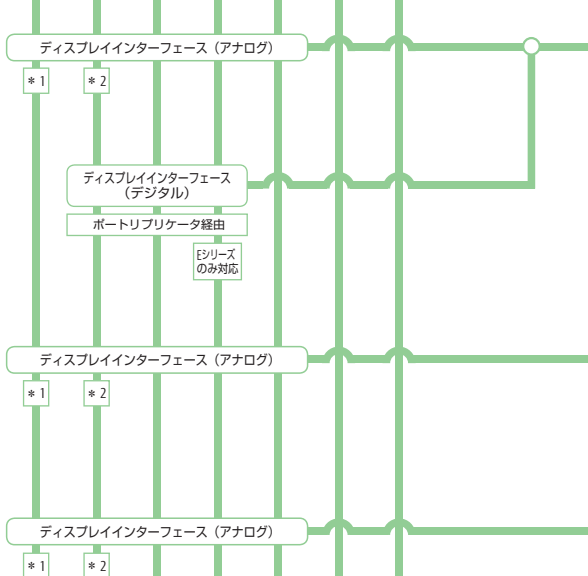 ディスプレイインターフェース（アナログ）
＊1
＊2
ディスプレイインターフェース
（デジタル）
ポートリプリケータ経由
Eシリーズ
のみ対応
ディスプレイインターフェース（アナログ）
＊1
＊2
ディスプレイインターフェース（アナログ）
＊1
＊2